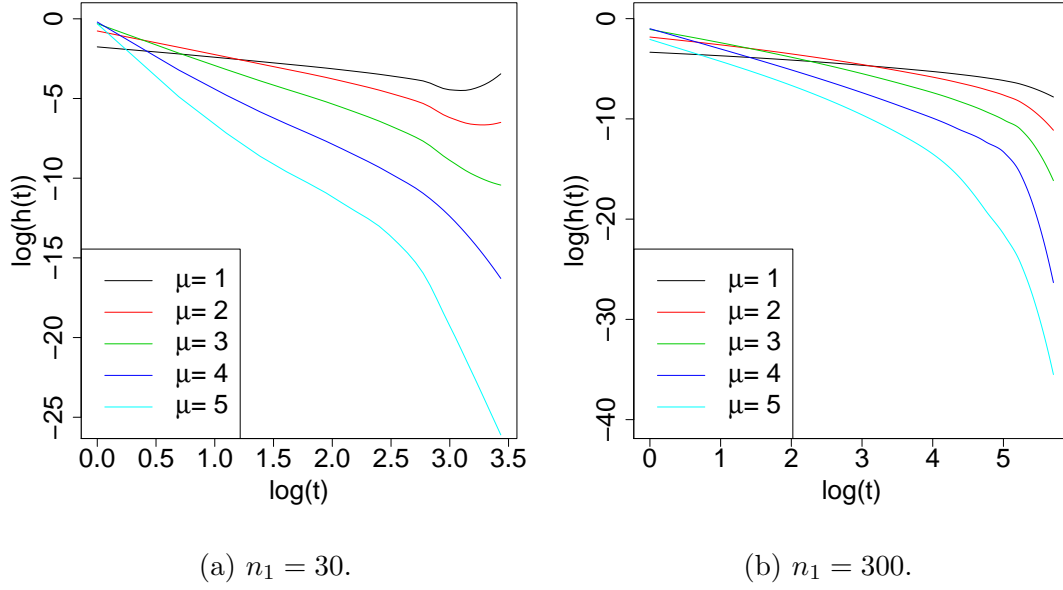 0
−5
−10
−15
−20
−25
log(h(t))
μ= 1
μ= 2
μ= 3
μ= 4
μ= 5
0.0 0.5 1.0 1.5 2.0 2.5 3.0 3.5
log(t)
(a) n₁ = 30.
0
−10
−20
−30
−40
log(h(t))
μ= 1
μ= 2
μ= 3
μ= 4
μ= 5
0 1 2 3 4 5
log(t)
(b) n₁ = 300.